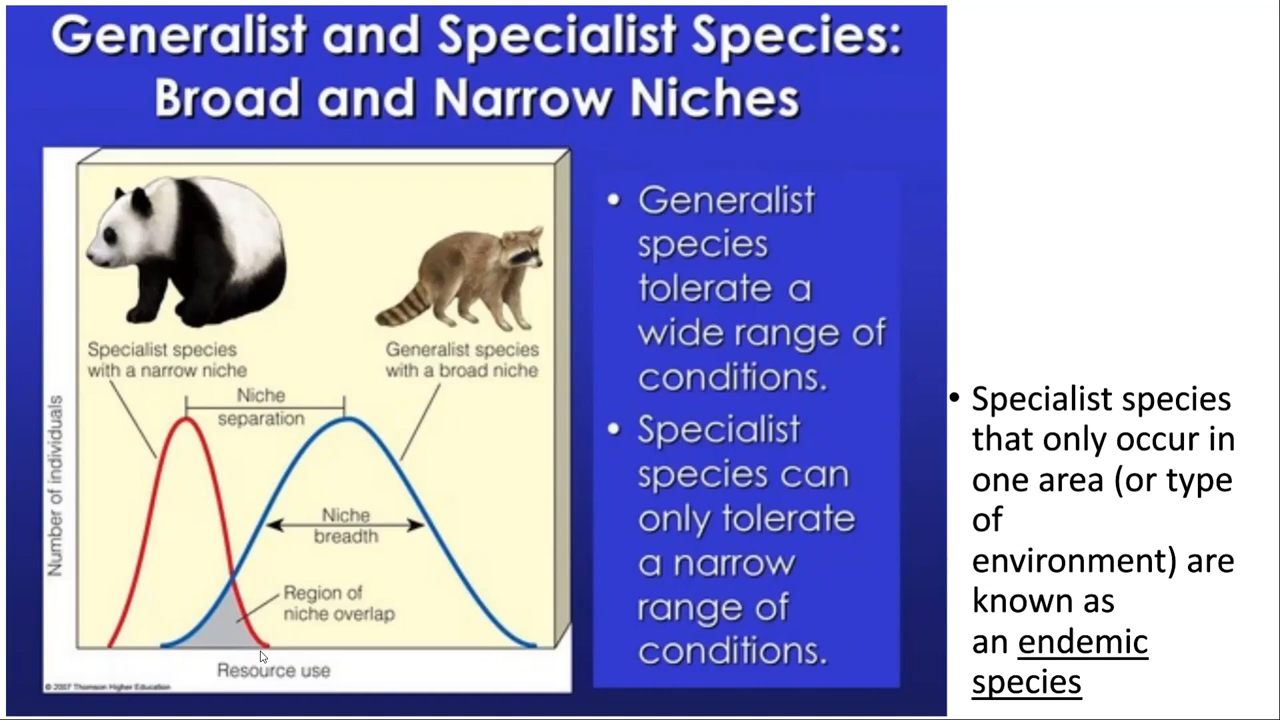 Generalist and Specialist Species:
Broad and Narrow Niches
Specialist species
with a narrow niche
Generalist species
with a broad niche
Niche
separation
Number of individuals
Niche
breadth
Region of
niche overlap
Resource use
© 2007 Thomson Higher Education
• Generalist
species
tolerate a
wide range of
conditions.
• Specialist
species can
only tolerate
a narrow
range of
conditions.
• Specialist species
that only occur in
one area (or type
of
environment) are
known as
an endemic
species